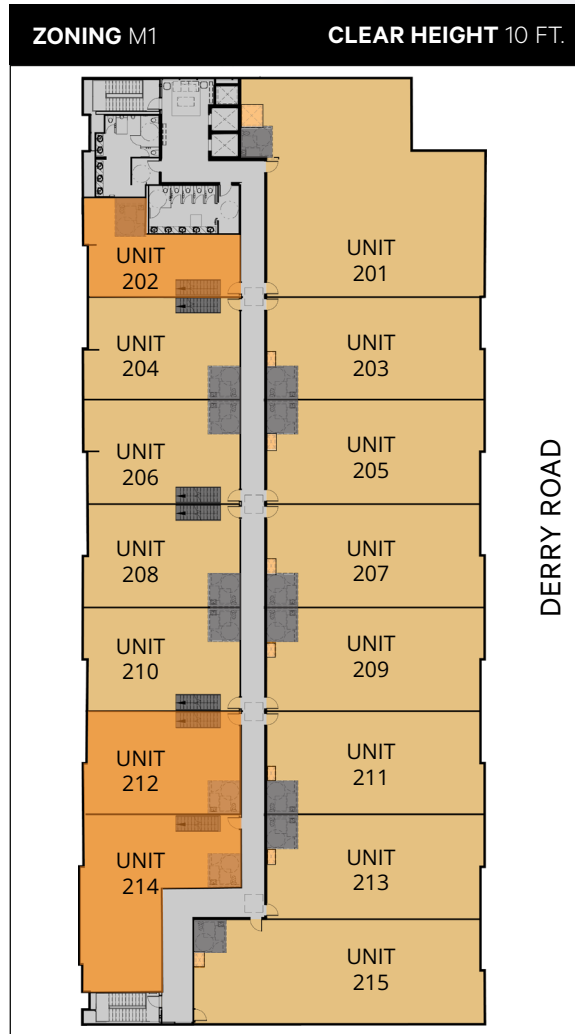 ZONING M1
CLEAR HEIGHT 10 FT.
UNIT
201
UNIT
202
UNIT
203
UNIT
204
UNIT
205
UNIT
206
UNIT
207
UNIT
208
UNIT
209
UNIT
210
UNIT
211
UNIT
212
UNIT
213
UNIT
214
UNIT
215
DERRY ROAD